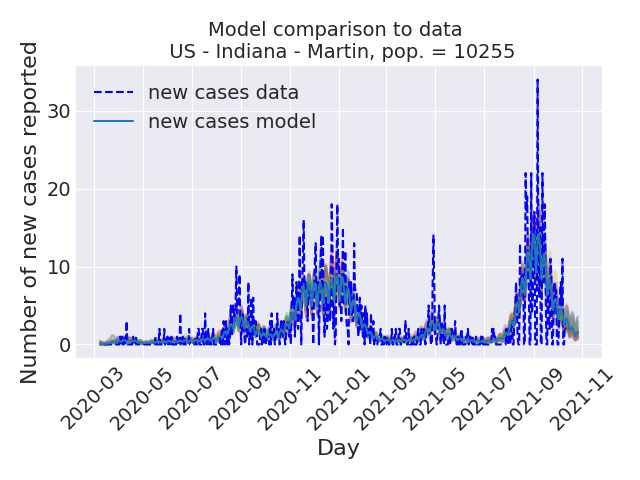 Model comparison to data
US - Indiana - Martin, pop. = 10255
Number of new cases reported
30
20
10
0
new cases data
new cases model
2020-03
2020-05
2020-07
2020-09
2020-11
2021-01
2021-03
2021-05
2021-07
2021-09
2021-11
Day